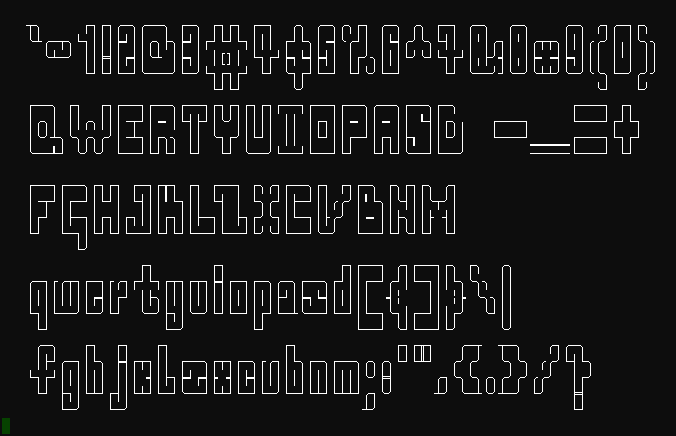 `~1!2@3#4$5%6^7&8*9(0)
QWERTYUIOPASD -_=+
FGHJKLZXCVBNM
qwertyuiopasd[{]}\|
fghjklzxcvbnm;:'",<.>/?